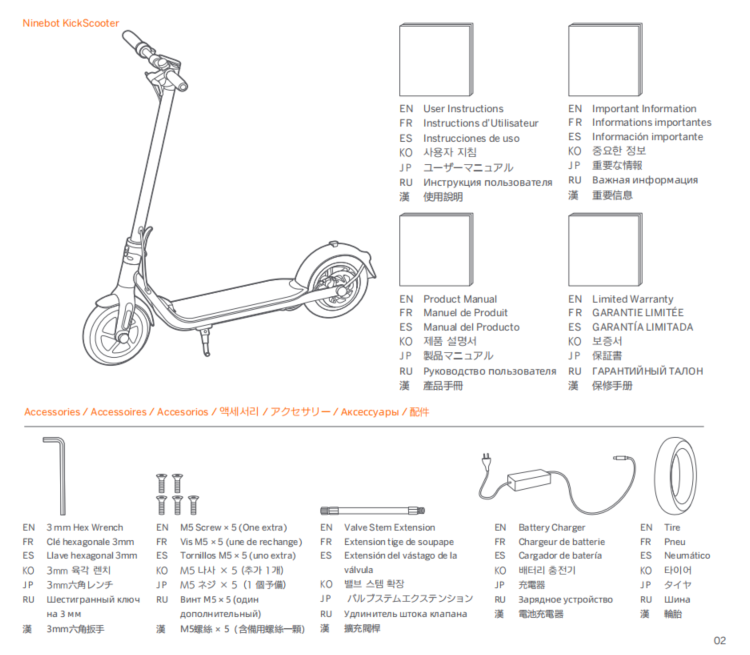 Ninebot KickScooter
EN User Instructions
FR Instructions d'Utilisateur
ES Instrucciones de uso
KO 사용자 지침
JP ユーザーマニュアル
RU Инструкция пользователя
漢 使用說明
EN Important Information
FR Informations importantes
ES Información importante
KO 중요한 정보
JP 重要な情報
RU Важная информация
漢 重要信息
EN Product Manual
FR Manuel de Produit
ES Manual del Producto
KO 제품 설명서
JP 製品マニュアル
RU Руководство пользователя
漢 產品手冊
EN Limited Warranty
FR GARANTIE LIMITÉE
ES GARANTÍA LIMITADA
KO 보증서
JP 保証書
RU ГАРАНТИЙНЫЙ ТАЛОН
漢 保修手册
Accessories / Accessoires / Accesorios / 액세서리 / アクセサリー / Аксессуары / 配件
EN 3 mm Hex Wrench
FR Clé hexagonale 3mm
ES Llave hexagonal 3mm
KO 3mm 육각 렌치
JP 3mm六角レンチ
RU Шестигранный ключ
на 3 мм
漢 3mm六角扳手
EN M5 Screw × 5 (One extra)
FR Vis M5 × 5 (une de rechange)
ES Tornillos M5 × 5 (uno extra)
KO M5 나사 × 5 (추가 1개)
JP M5 ネジ × 5 (1 個予備)
RU Винт M5 × 5 (один
дополнительный)
漢 M5螺絲 × 5 (含備用螺絲一顆)
EN Valve Stem Extension
FR Extension tige de soupape
ES Extensión del vástago de la
válvula
KO 밸브 스템 확장
JP バルブステムエクステンション
RU Удлинитель штока клапана
漢 擴充閥桿
EN Battery Charger
FR Chargeur de batterie
ES Cargador de batería
KO 배터리 충전기
JP 充電器
RU Зарядное устройство
漢 電池充電器
EN Tire
FR Pneu
ES Neumático
KO 타이어
JP タイヤ
RU Шина
漢 輪胎
02